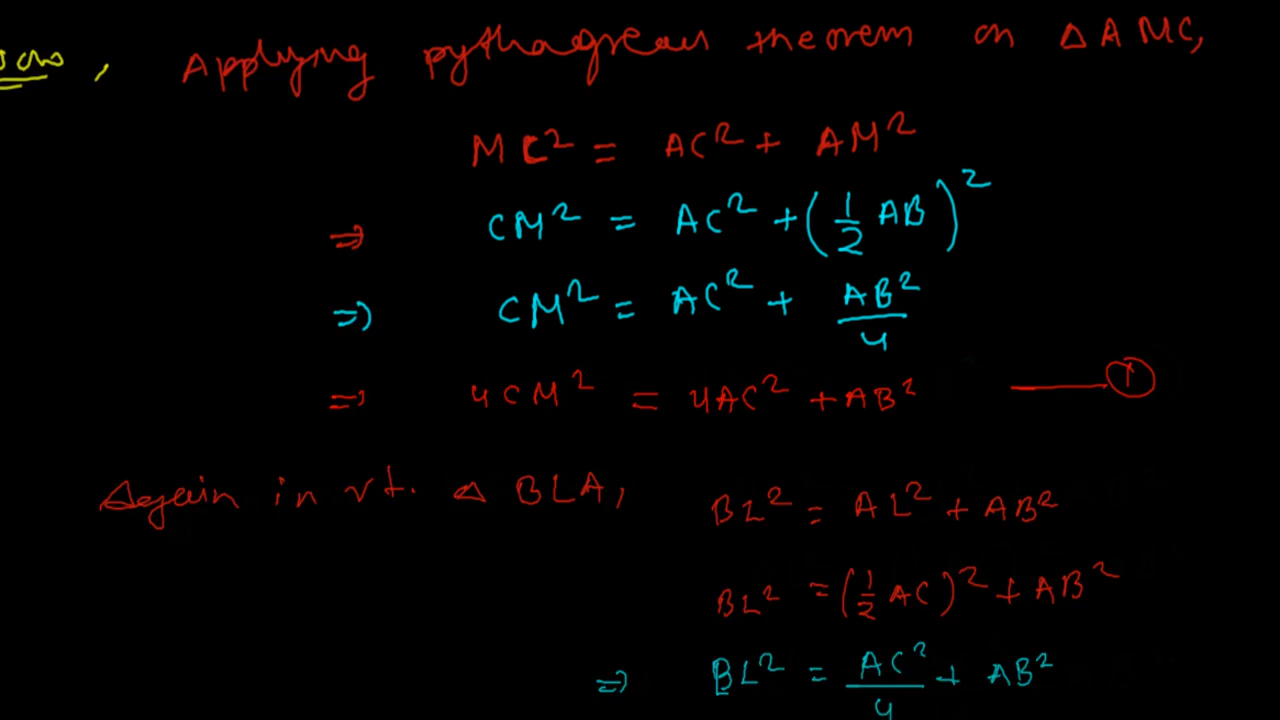 , Applying pythagorean theorem on △AMC,
MC² = AC² + AM²
⇒ CM² = AC² + (1/2 AB)²
⇒ CM² = AC² + AB²/4
⇒ 4CM² = 4AC² + AB² —— ①
Again in rt. △ BLA, BL² = AL² + AB²
BL² = (1/2 AC)² + AB²
⇒ BL² = AC²/4 + AB²